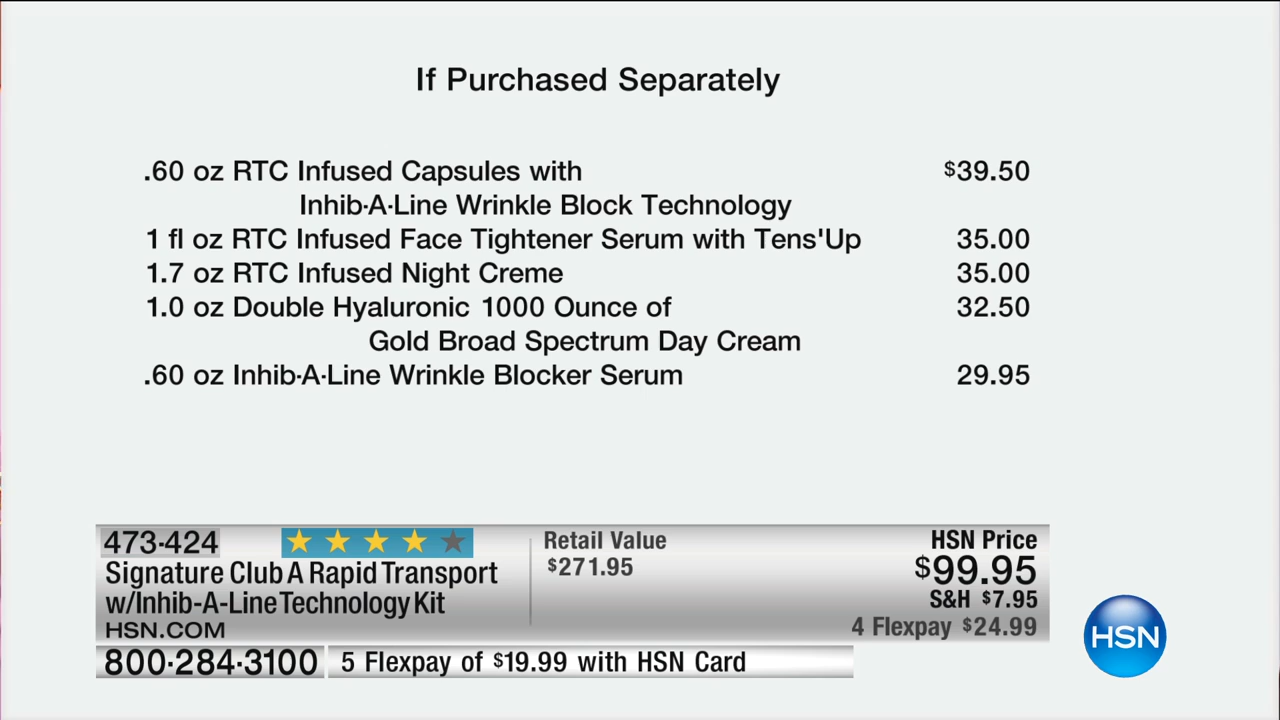 If Purchased Separately
.60 oz RTC Infused Capsules with $39.50
Inhib·A·Line Wrinkle Block Technology
1 fl oz RTC Infused Face Tightener Serum with Tens'Up 35.00
1.7 oz RTC Infused Night Creme 35.00
1.0 oz Double Hyaluronic 1000 Ounce of 32.50
Gold Broad Spectrum Day Cream
.60 oz Inhib·A·Line Wrinkle Blocker Serum 29.95
473-424
Signature Club A Rapid Transport
w/Inhib-A-Line Technology Kit
HSN.COM
Retail Value
$271.95
HSN Price
$99.95
S&H $7.95
4 Flexpay $24.99
800·284·3100
5 Flexpay of $19.99 with HSN Card
HSN